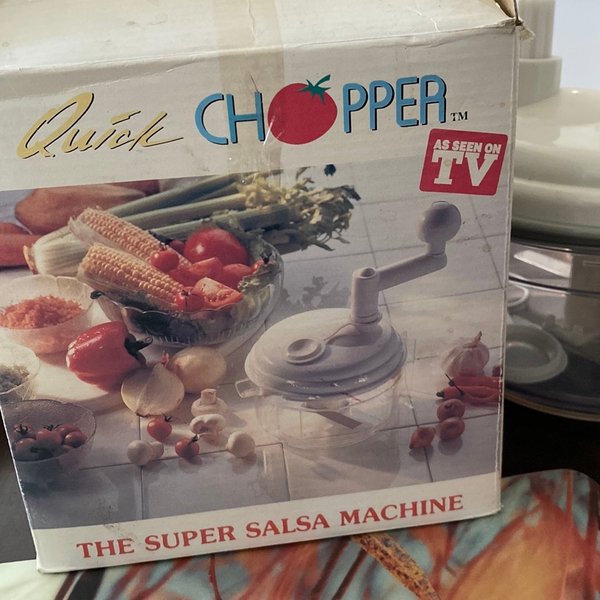 Quick CHOPPER™
AS SEEN ON
TV
THE SUPER SALSA MACHINE